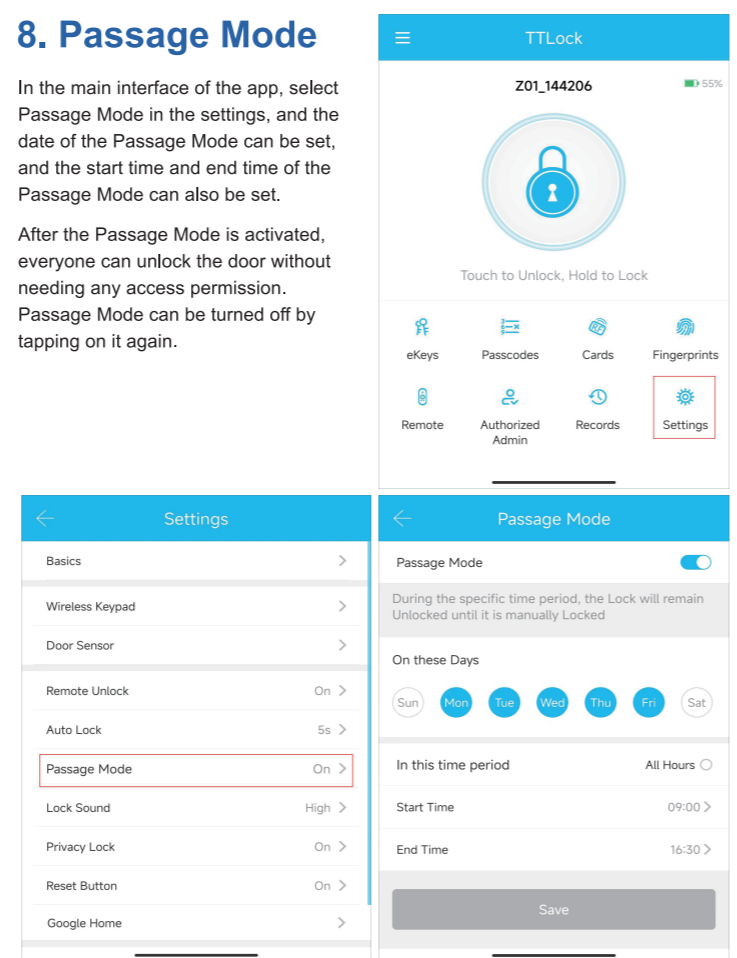 8. Passage Mode
In the main interface of the app, select
Passage Mode in the settings, and the
date of the Passage Mode can be set,
and the start time and end time of the
Passage Mode can also be set.
After the Passage Mode is activated,
everyone can unlock the door without
needing any access permission.
Passage Mode can be turned off by
tapping on it again.
TTLock
Z01_144206
55%
Touch to Unlock, Hold to Lock
eKeys
Passcodes
Cards
Fingerprints
Remote
Authorized
Admin
Records
Settings
Settings
Basics
Wireless Keypad
Door Sensor
Remote Unlock On
Auto Lock 5s
Passage Mode On
Lock Sound High
Privacy Lock On
Reset Button On
Google Home
Passage Mode
Passage Mode
During the specific time period, the Lock will remain
Unlocked until it is manually Locked
On these Days
Sun Mon Tue Wed Thu Fri Sat
In this time period All Hours
Start Time 09:00
End Time 16:30
Save